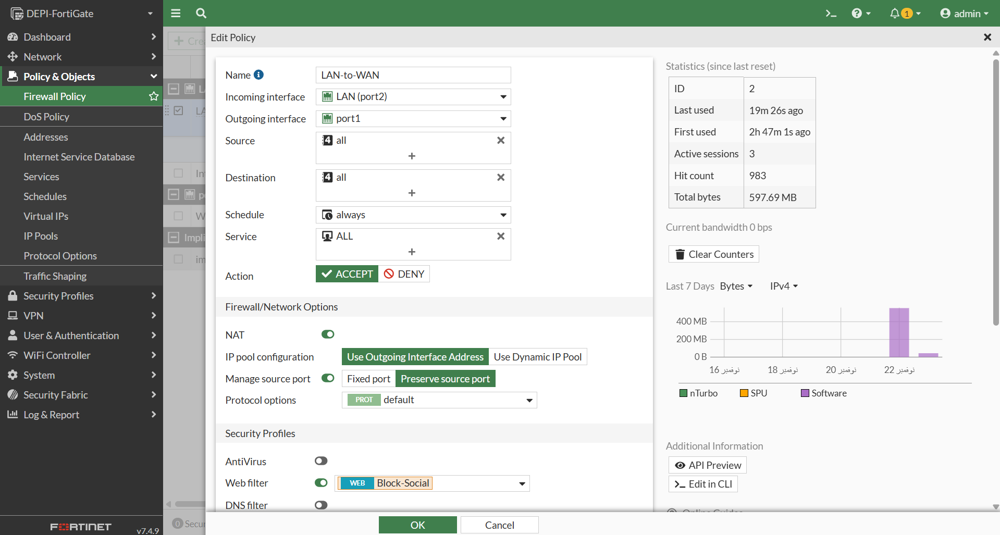 DEPI-FortiGate
admin
1
Dashboard
Network
Policy & Objects
Firewall Policy
DoS Policy
Addresses
Internet Service Database
Services
Schedules
Virtual IPs
IP Pools
Protocol Options
Traffic Shaping
Security Profiles
VPN
User & Authentication
WiFi Controller
System
Security Fabric
Log & Report
FORTINET
v7.4.9
Edit Policy
Name
LAN-to-WAN
Incoming interface
LAN (port2)
Outgoing interface
port1
Source
4 all
Destination
4 all
Schedule
always
Service
ALL
Action
ACCEPT
DENY
Firewall/Network Options
NAT
IP pool configuration
Use Outgoing Interface Address
Use Dynamic IP Pool
Manage source port
Fixed port
Preserve source port
Protocol options
PROT default
Security Profiles
AntiVirus
Web filter
WEB Block-Social
DNS filter
OK
Cancel
Statistics (since last reset)
ID 2
Last used 19m 26s ago
First used 2h 47m 1s ago
Active sessions 3
Hit count 983
Total bytes 597.69 MB
Current bandwidth 0 bps
Clear Counters
Last 7 Days Bytes IPv4
400 MB
200 MB
0 B
16 نوفمبر
18 نوفمبر
20 نوفمبر
22 نوفمبر
nTurbo
SPU
Software
Additional Information
API Preview
Edit in CLI